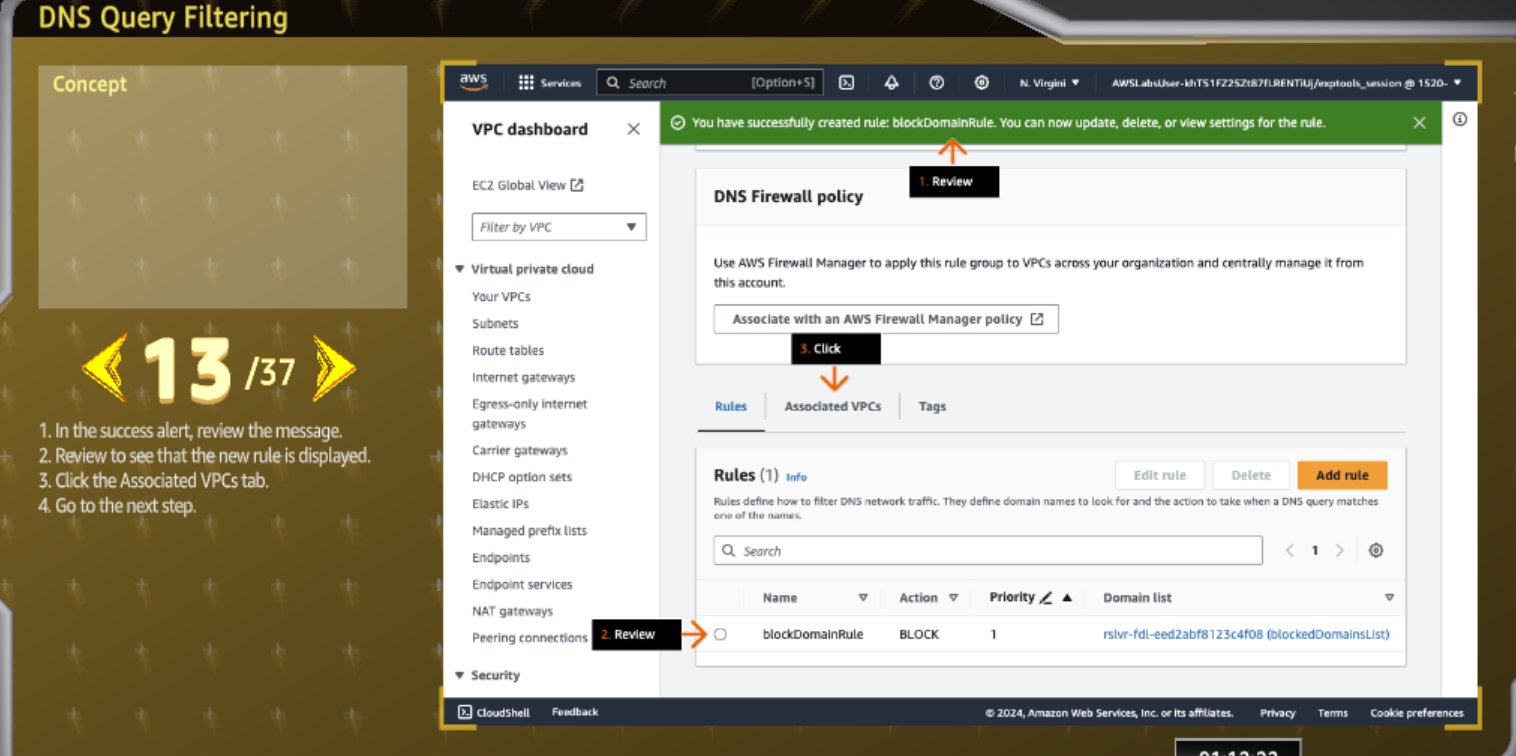 DNS Query Filtering
Concept
13 /37
1. In the success alert, review the message.
2. Review to see that the new rule is displayed.
3. Click the Associated VPCs tab.
4. Go to the next step.
aws Services Search [Option+S] N. Virgini AWSLabsUser-khTS1FZ2SZt87fLRENTiUj/exptools_session @ 1520-
VPC dashboard
You have successfully created rule: blockDomainRule. You can now update, delete, or view settings for the rule.
1. Review
EC2 Global View
Filter by VPC
Virtual private cloud
Your VPCs
Subnets
Route tables
Internet gateways
Egress-only internet
gateways
Carrier gateways
DHCP option sets
Elastic IPs
Managed prefix lists
Endpoints
Endpoint services
NAT gateways
Peering connections
Security
DNS Firewall policy
Use AWS Firewall Manager to apply this rule group to VPCs across your organization and centrally manage it from
this account.
Associate with an AWS Firewall Manager policy
3. Click
Rules Associated VPCs Tags
Rules (1) Info
Edit rule Delete Add rule
Rules define how to filter DNS network traffic. They define domain names to look for and the action to take when a DNS query matches
one of the names.
Search
1
Name Action Priority Domain list
2. Review
blockDomainRule BLOCK 1 rslvr-fdl-eed2abf8123c4f08 (blockedDomainsList)
CloudShell Feedback © 2024, Amazon Web Services, Inc. or its affiliates. Privacy Terms Cookie preferences